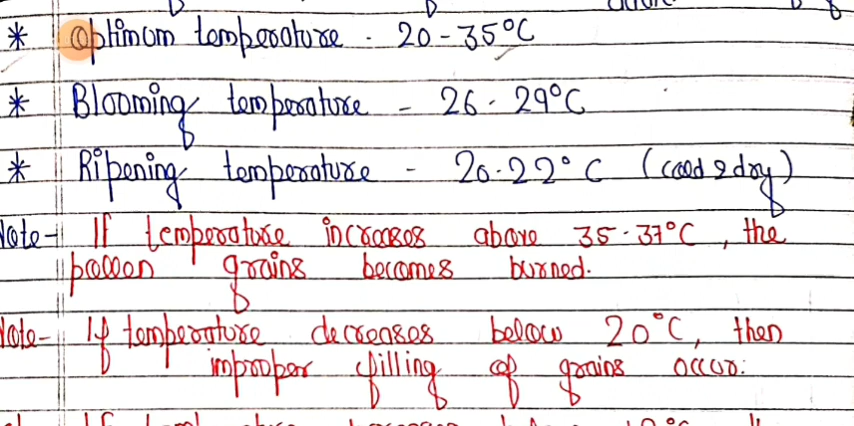 * Optimum temperature - 20 - 35°C
* Blooming temperature - 26 - 29°C
* Ripening temperature - 20-22°C (cold & dry)
Note - If temperature increases above 35-37°C, the
pollen grains becomes burned.
Note - If temperature decreases below 20°C, then
improper filling of grains occur.